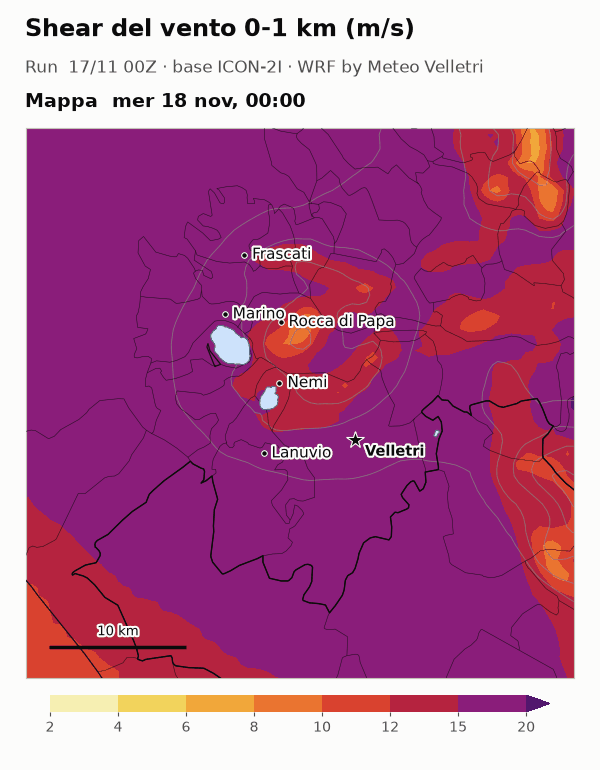 Shear del vento 0-1 km (m/s)
Run  17/11 00Z · base ICON-2I · WRF by Meteo Velletri
Mappa  mer 18 nov, 00:00
Frascati
Marino
Rocca di Papa
Nemi
Velletri
Lanuvio
10 km
2 4 6 8 10 12 15 20